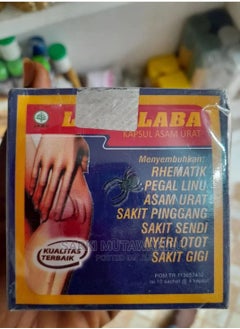 LABA
KAPSUL ASAM URAT
Menyembuhkan:
RHEMATIK
PEGAL LINU
ASAM URAT
SAKIT PINGGANG
SAKIT SENDI
NYERI OTOT
SAKIT GIGI
KUALITAS
TERBAIK